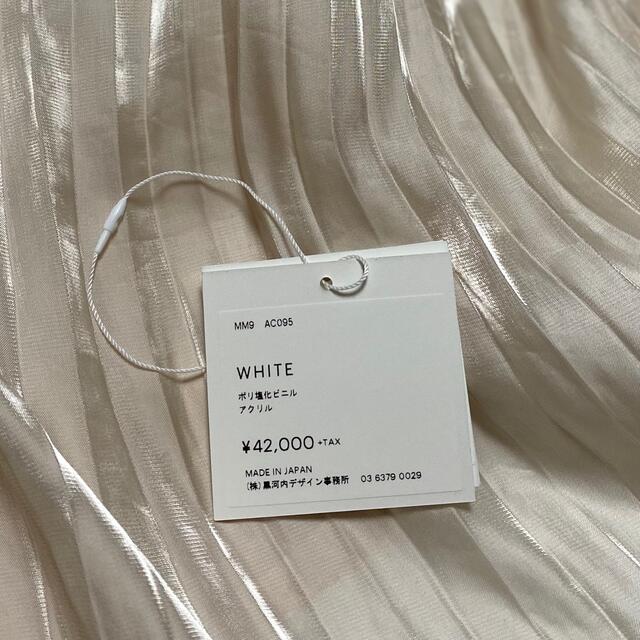 MM9 AC095
WHITE
ポリ塩化ビニル
アクリル
¥42,000+TAX
MADE IN JAPAN
(株)黒河内デザイン事務所 03 6379 0029